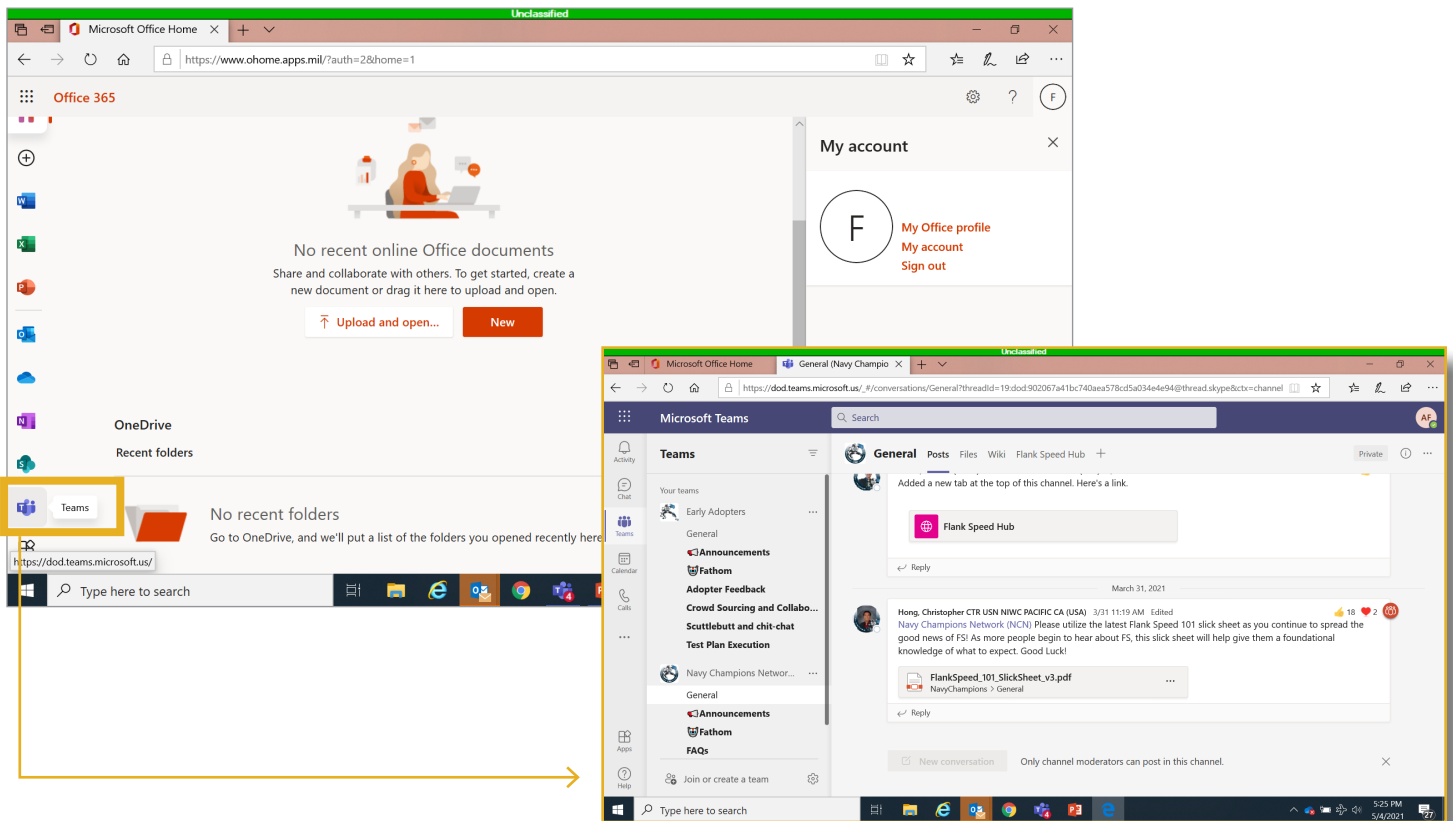 Unclassified
Microsoft Office Home
https://www.ohome.apps.mil/?auth=2&home=1
Office 365
F
My account
F
My Office profile
My account
Sign out
No recent online Office documents
Share and collaborate with others. To get started, create a
new document or drag it here to upload and open.
Upload and open...
New
OneDrive
Recent folders
Teams
No recent folders
Go to OneDrive, and we'll put a list of the folders you opened recently here
https://dod.teams.microsoft.us/
Type here to search
4
Unclassified
Microsoft Office Home
General (Navy Champio
https://dod.teams.microsoft.us/_#/conversations/General?threadId=19:dod:902067a41bc740aea578cd5a034e4e94@thread.skype&ctx=channel
Microsoft Teams
Search
AF
Activity
Chat
Teams
Calendar
Calls
Apps
Help
Teams
Your teams
Early Adopters
General
Announcements
Fathom
Adopter Feedback
Crowd Sourcing and Collabo...
Scuttlebutt and chit-chat
Test Plan Execution
Navy Champions Networ...
General
Announcements
Fathom
FAQs
Join or create a team
General Posts Files Wiki Flank Speed Hub
Private
Added a new tab at the top of this channel. Here's a link.
Flank Speed Hub
Reply
March 31, 2021
Hong, Christopher CTR USN NIWC PACIFIC CA (USA) 3/31 11:19 AM Edited
18 2
Navy Champions Network (NCN) Please utilize the latest Flank Speed 101 slick sheet as you continue to spread the
good news of FS! As more people begin to hear about FS, this slick sheet will help give them a foundational
knowledge of what to expect. Good Luck!
FlankSpeed_101_SlickSheet_v3.pdf
NavyChampions > General
Reply
New conversation
Only channel moderators can post in this channel.
Type here to search
4
5:25 PM
5/4/2021
27